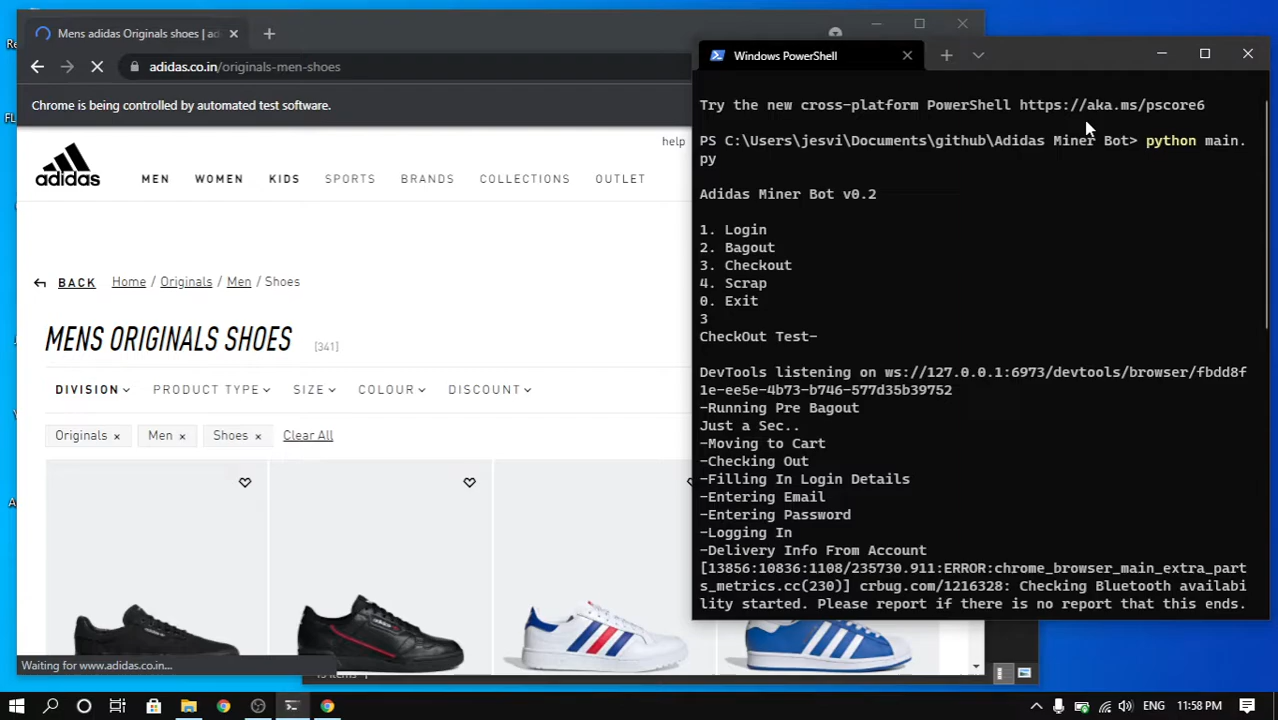 Mens adidas Originals shoes | ad
adidas.co.in/originals-men-shoes
Chrome is being controlled by automated test software.
help
adidas
MEN WOMEN KIDS SPORTS BRANDS COLLECTIONS OUTLET
BACK Home / Originals / Men / Shoes
MENS ORIGINALS SHOES [341]
DIVISION PRODUCT TYPE SIZE COLOUR DISCOUNT
Originals × Men × Shoes × Clear All
Waiting for www.adidas.co.in...
Windows PowerShell
Try the new cross-platform PowerShell https://aka.ms/pscore6
PS C:\Users\jesvi\Documents\github\Adidas Miner Bot> python main.
py
Adidas Miner Bot v0.2
1. Login
2. Bagout
3. Checkout
4. Scrap
0. Exit
3
CheckOut Test-
DevTools listening on ws://127.0.0.1:6973/devtools/browser/fbdd8f
1e-ee5e-4b73-b746-577d35b39752
-Running Pre Bagout
Just a Sec..
-Moving to Cart
-Checking Out
-Filling In Login Details
-Entering Email
-Entering Password
-Logging In
-Delivery Info From Account
[13856:10836:1108/235730.911:ERROR:chrome_browser_main_extra_part
s_metrics.cc(230)] crbug.com/1216328: Checking Bluetooth availabi
lity started. Please report if there is no report that this ends.
ENG 11:58 PM